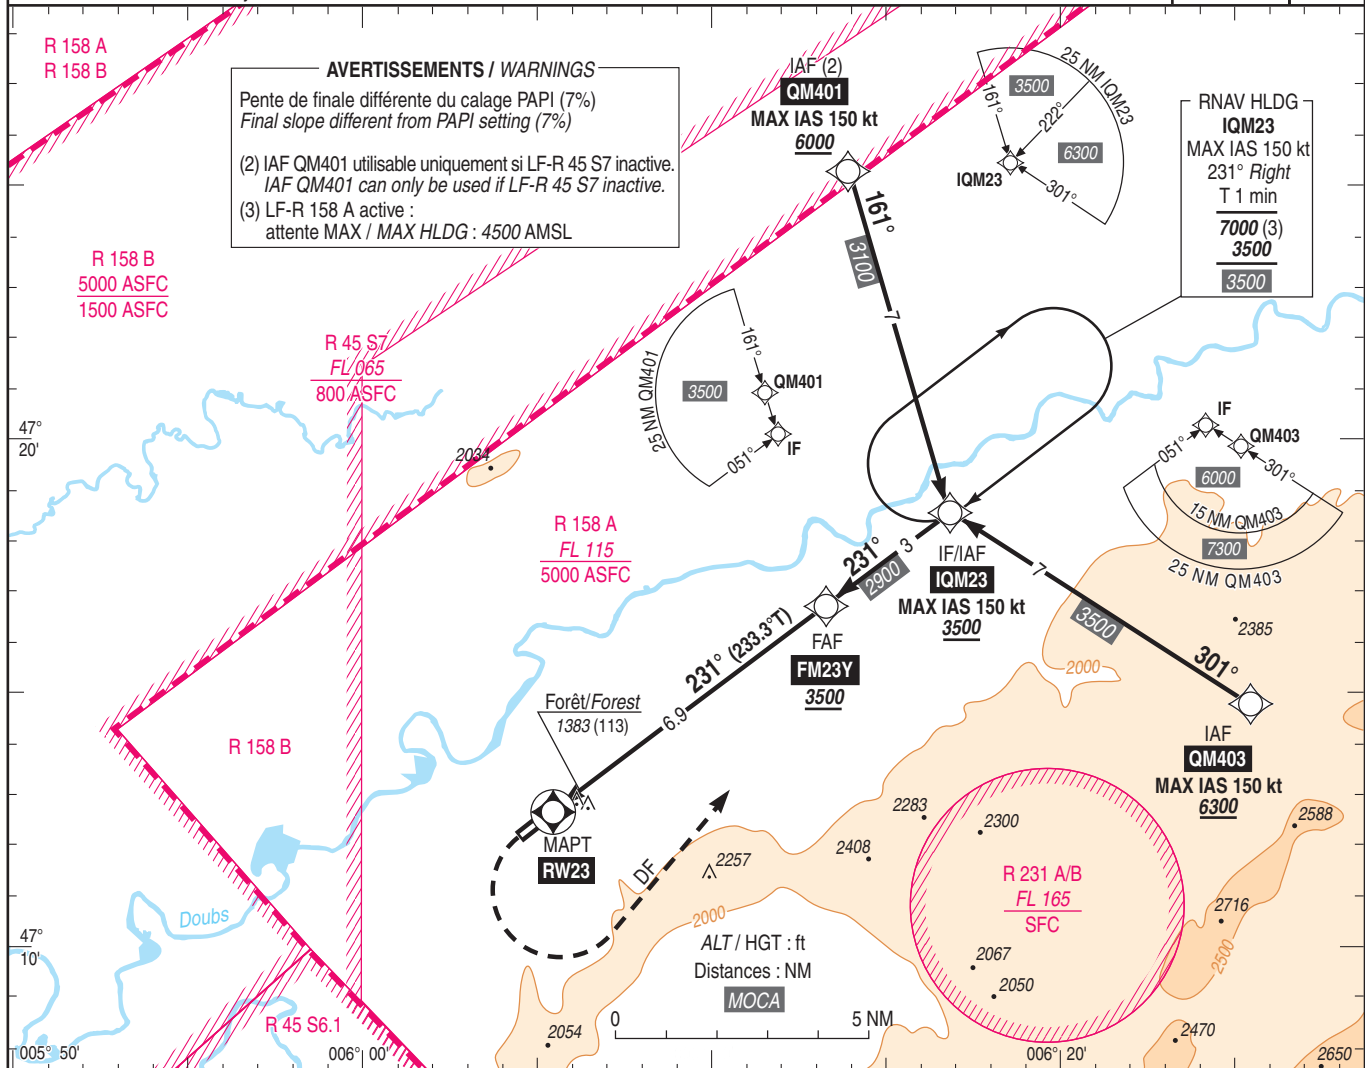 R 158 A
R 158 B
AVERTISSEMENTS / WARNINGS
Pente de finale différente du calage PAPI (7%)
Final slope different from PAPI setting (7%)
(2) IAF QM401 utilisable uniquement si LF-R 45 S7 inactive.
IAF QM401 can only be used if LF-R 45 S7 inactive.
(3) LF-R 158 A active :
attente MAX / MAX HLDG : 4500 AMSL
IAF (2)
QM401
MAX IAS 150 kt
6000
161°
3100
7
25 NM IQM23
3500
161°
222°
6300
IQM23
301°
RNAV HLDG
IQM23
MAX IAS 150 kt
231° Right
T 1 min
7000 (3)
3500
3500
R 158 B
5000 ASFC
1500 ASFC
R 45 S7
FL 065
800 ASFC
25 NM QM401
161°
3500
QM401
051°
IF
47°
20'
2034
IF
QM403
051°
301°
6000
15 NM QM403
7300
25 NM QM403
R 158 A
FL 115
5000 ASFC
231°
3
2900
IF/IAF
IQM23
MAX IAS 150 kt
3500
7
3500
301°
2385
2000
FAF
FM23Y
3500
231° (233.3°T)
6.9
Forêt/Forest
1383 (113)
R 158 B
IAF
QM403
MAX IAS 150 kt
6300
MAPT
RW23
DF
2257
2408
2283
2300
2588
R 231 A/B
FL 165
SFC
2716
2500
2067
2050
Doubs
2000
47°
10'
ALT / HGT : ft
Distances : NM
MOCA
0
5 NM
R 45 S6.1
2054
2470
2650
005° 50'
006° 00'
006° 20'